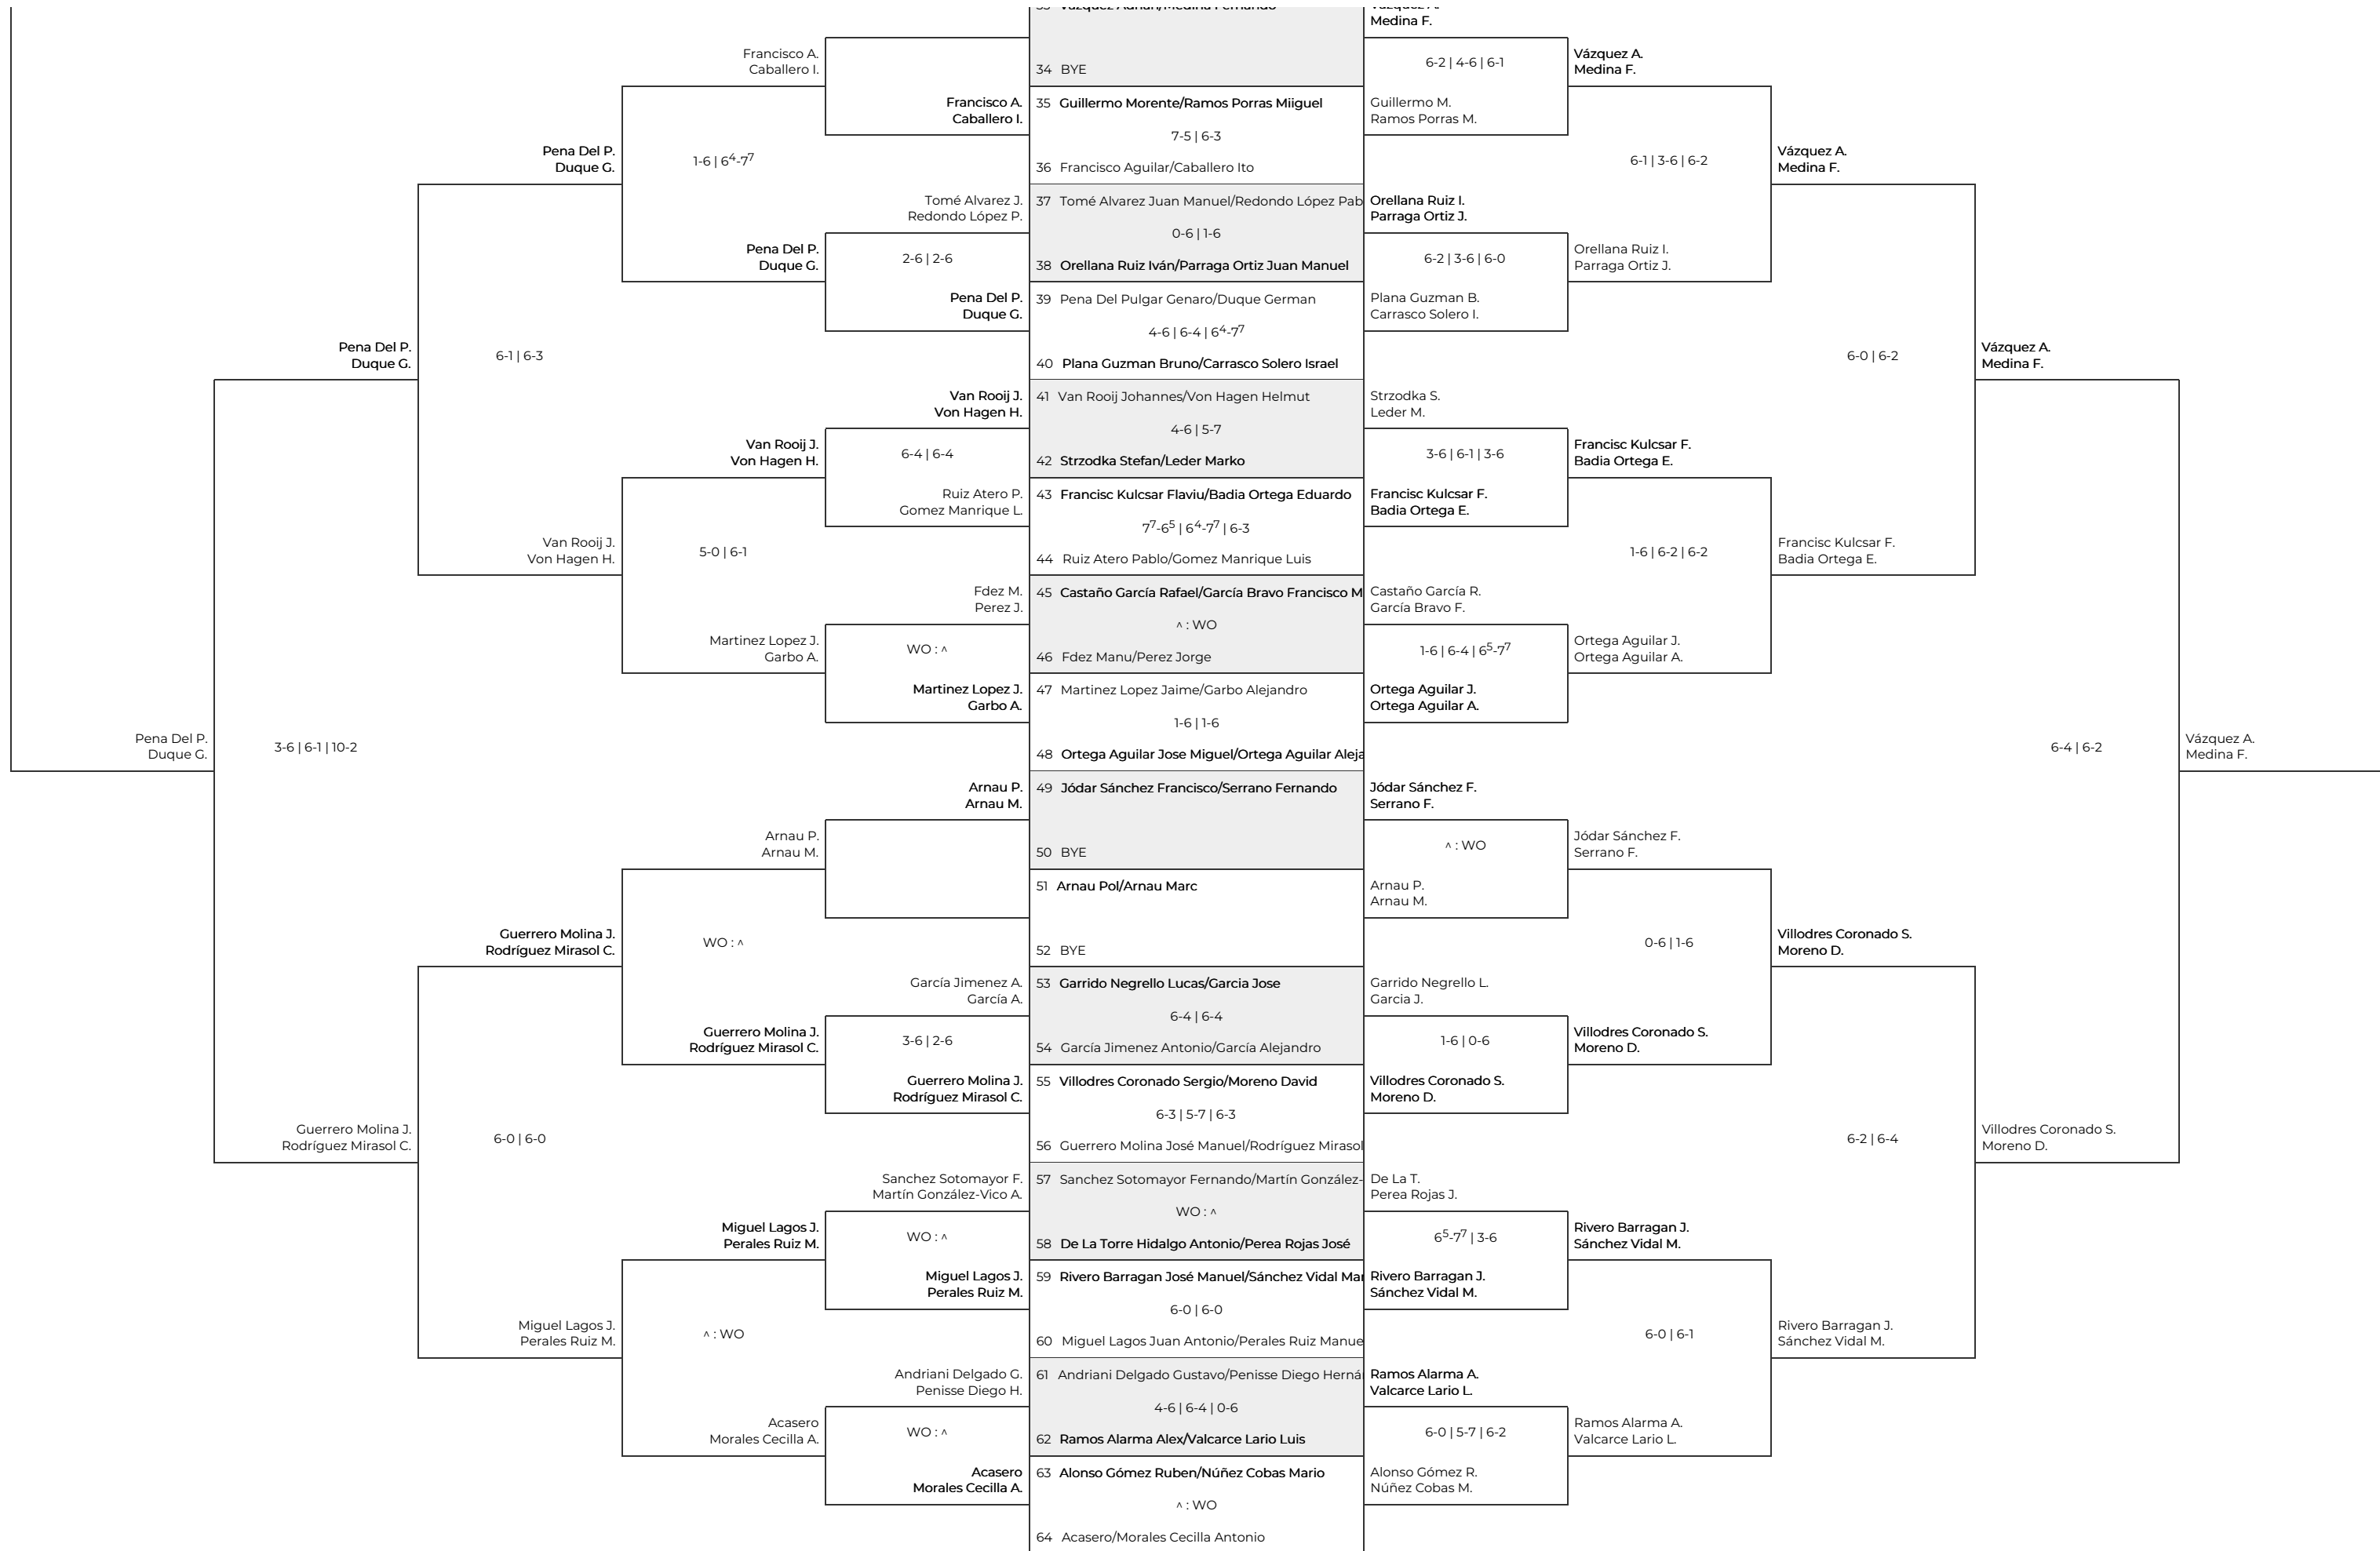 Medina F.
Francisco A.
Caballero I.
34 BYE
6-2 | 4-6 | 6-1
Vázquez A.
Medina F.
Francisco A.
Caballero I.
35 Guillermo Morente/Ramos Porras Miiguel
7-5 | 6-3
36 Francisco Aguilar/Caballero Ito
Guillermo M.
Ramos Porras M.
Pena Del P.
Duque G.
1-6 | 6⁴-7⁷
6-1 | 3-6 | 6-2
Vázquez A.
Medina F.
Tomé Alvarez J.
Redondo López P.
37 Tomé Alvarez Juan Manuel/Redondo López Pab
0-6 | 1-6
38 Orellana Ruiz Iván/Parraga Ortiz Juan Manuel
Orellana Ruiz I.
Parraga Ortiz J.
Pena Del P.
Duque G.
2-6 | 2-6
6-2 | 3-6 | 6-0
Orellana Ruiz I.
Parraga Ortiz J.
Pena Del P.
Duque G.
39 Pena Del Pulgar Genaro/Duque German
4-6 | 6-4 | 6⁴-7⁷
40 Plana Guzman Bruno/Carrasco Solero Israel
Plana Guzman B.
Carrasco Solero I.
Pena Del P.
Duque G.
6-1 | 6-3
6-0 | 6-2
Vázquez A.
Medina F.
Van Rooij J.
Von Hagen H.
41 Van Rooij Johannes/Von Hagen Helmut
4-6 | 5-7
42 Strzodka Stefan/Leder Marko
Strzodka S.
Leder M.
Van Rooij J.
Von Hagen H.
6-4 | 6-4
3-6 | 6-1 | 3-6
Francisc Kulcsar F.
Badia Ortega E.
Ruiz Atero P.
Gomez Manrique L.
43 Francisc Kulcsar Flaviu/Badia Ortega Eduardo
7⁷-6⁵ | 6⁴-7⁷ | 6-3
44 Ruiz Atero Pablo/Gomez Manrique Luis
Francisc Kulcsar F.
Badia Ortega E.
Van Rooij J.
Von Hagen H.
5-0 | 6-1
1-6 | 6-2 | 6-2
Francisc Kulcsar F.
Badia Ortega E.
Fdez M.
Perez J.
45 Castaño García Rafael/García Bravo Francisco M
^ : WO
46 Fdez Manu/Perez Jorge
Castaño García R.
García Bravo F.
Martinez Lopez J.
Garbo A.
WO : ^
1-6 | 6-4 | 6⁵-7⁷
Ortega Aguilar J.
Ortega Aguilar A.
Martinez Lopez J.
Garbo A.
47 Martinez Lopez Jaime/Garbo Alejandro
1-6 | 1-6
48 Ortega Aguilar Jose Miguel/Ortega Aguilar Aleja
Ortega Aguilar J.
Ortega Aguilar A.
Pena Del P.
Duque G.
3-6 | 6-1 | 10-2
6-4 | 6-2
Vázquez A.
Medina F.
Arnau P.
Arnau M.
49 Jódar Sánchez Francisco/Serrano Fernando
50 BYE
Jódar Sánchez F.
Serrano F.
Arnau P.
Arnau M.
^ : WO
Jódar Sánchez F.
Serrano F.
51 Arnau Pol/Arnau Marc
52 BYE
Arnau P.
Arnau M.
Guerrero Molina J.
Rodríguez Mirasol C.
WO : ^
0-6 | 1-6
Villodres Coronado S.
Moreno D.
García Jimenez A.
García A.
53 Garrido Negrello Lucas/Garcia Jose
6-4 | 6-4
54 García Jimenez Antonio/García Alejandro
Garrido Negrello L.
Garcia J.
Guerrero Molina J.
Rodríguez Mirasol C.
3-6 | 2-6
1-6 | 0-6
Villodres Coronado S.
Moreno D.
Guerrero Molina J.
Rodríguez Mirasol C.
55 Villodres Coronado Sergio/Moreno David
6-3 | 5-7 | 6-3
56 Guerrero Molina José Manuel/Rodríguez Mirasol
Villodres Coronado S.
Moreno D.
Guerrero Molina J.
Rodríguez Mirasol C.
6-0 | 6-0
6-2 | 6-4
Villodres Coronado S.
Moreno D.
Sanchez Sotomayor F.
Martín González-Vico A.
57 Sanchez Sotomayor Fernando/Martín González-
WO : ^
58 De La Torre Hidalgo Antonio/Perea Rojas José
De La T.
Perea Rojas J.
Miguel Lagos J.
Perales Ruiz M.
WO : ^
6⁵-7⁷ | 3-6
Rivero Barragan J.
Sánchez Vidal M.
Miguel Lagos J.
Perales Ruiz M.
59 Rivero Barragan José Manuel/Sánchez Vidal Mar
6-0 | 6-0
60 Miguel Lagos Juan Antonio/Perales Ruiz Manue
Rivero Barragan J.
Sánchez Vidal M.
Miguel Lagos J.
Perales Ruiz M.
^ : WO
6-0 | 6-1
Rivero Barragan J.
Sánchez Vidal M.
Andriani Delgado G.
Penisse Diego H.
61 Andriani Delgado Gustavo/Penisse Diego Herná
4-6 | 6-4 | 0-6
62 Ramos Alarma Alex/Valcarce Lario Luis
Ramos Alarma A.
Valcarce Lario L.
Acasero
Morales Cecilla A.
WO : ^
6-0 | 5-7 | 6-2
Ramos Alarma A.
Valcarce Lario L.
Acasero
Morales Cecilla A.
63 Alonso Gómez Ruben/Núñez Cobas Mario
^ : WO
64 Acasero/Morales Cecilla Antonio
Alonso Gómez R.
Núñez Cobas M.